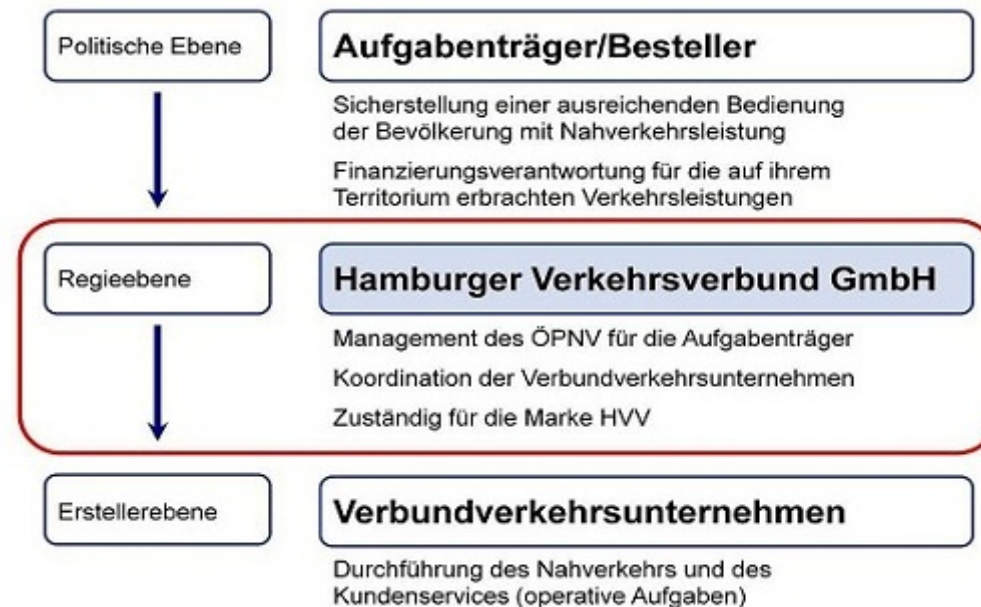 Politische Ebene
Aufgabenträger/Besteller
Sicherstellung einer ausreichenden Bedienung
der Bevölkerung mit Nahverkehrsleistung
Finanzierungsverantwortung für die auf ihrem
Territorium erbrachten Verkehrsleistungen
Regieebene
Hamburger Verkehrsverbund GmbH
Management des ÖPNV für die Aufgabenträger
Koordination der Verbundverkehrsunternehmen
Zuständig für die Marke HVV
Erstellerebene
Verbundverkehrsunternehmen
Durchführung des Nahverkehrs und des
Kundenservices (operative Aufgaben)